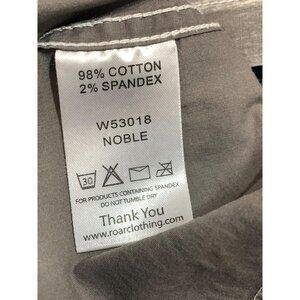 98% COTTON
2% SPANDEX
W53018
NOBLE
30
FOR PRODUCTS CONTAINING SPANDEX
DO NOT TUMBLE DRY
Thank You
www.roarclothing.com